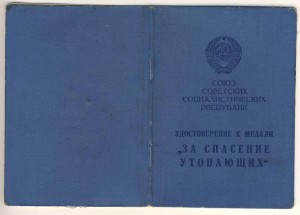 СОЮЗ
СОВЕТСКИХ
СОЦИАЛИСТИЧЕСКИХ
РЕСПУБЛИК
УДОСТОВЕРЕНИЕ К МЕДАЛИ
„ЗА СПАСЕНИЕ
УТОПАЮЩИХ“